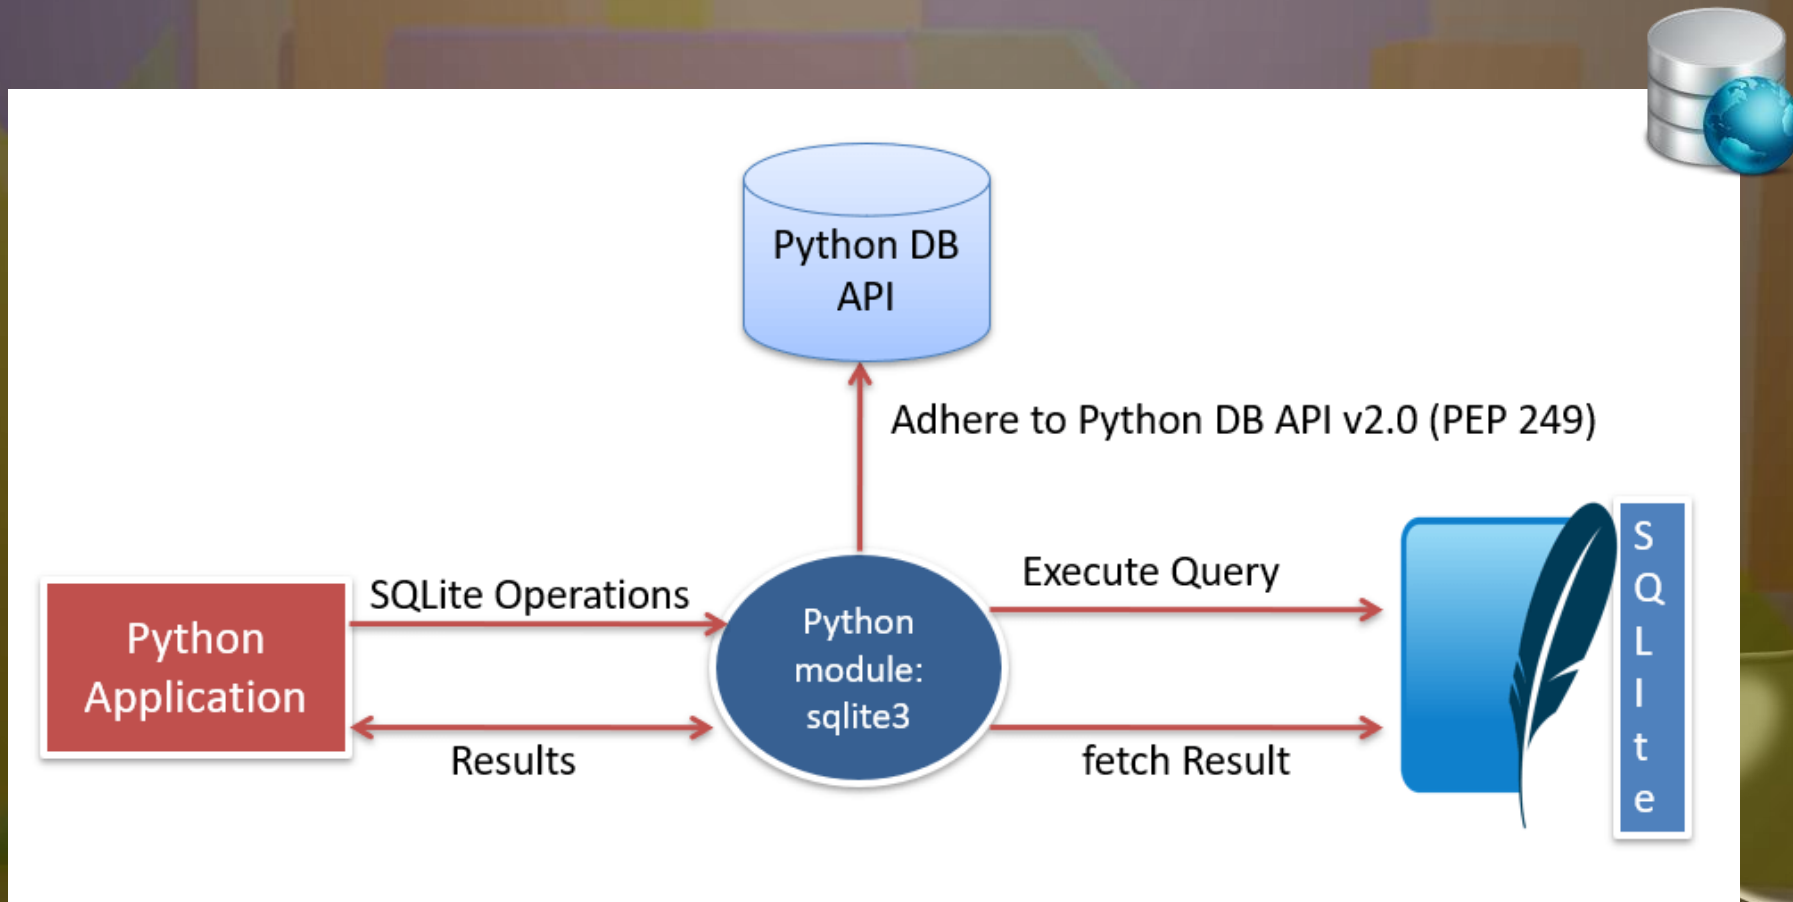 Python DB
API
Adhere to Python DB API v2.0 (PEP 249)
SQLite Operations
Execute Query
Python
Application
Python
module:
sqlite3
Results
fetch Result
S
Q
L
I
t
e